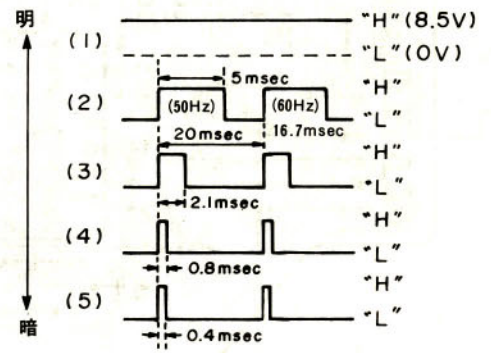 明
(1)
"H" (8.5V)
"L" (0V)
5msec
(2)
(50Hz)
(60Hz)
"H"
"L"
20msec
16.7msec
(3)
"H"
"L"
2.1msec
(4)
"H"
"L"
0.8msec
(5)
"H"
"L"
0.4msec
暗